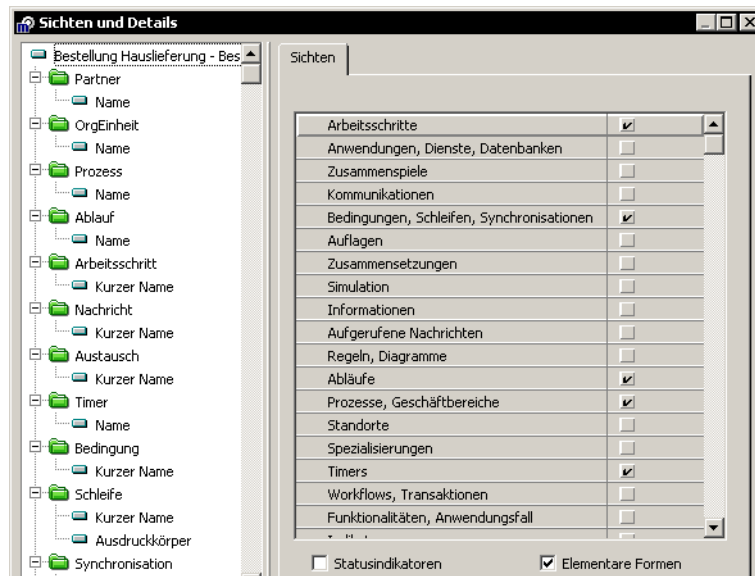 Sichten und Details
Bestellung Hauslieferung - Bes
Partner
Name
OrgEinheit
Name
Prozess
Name
Ablauf
Name
Arbeitsschritt
Kurzer Name
Nachricht
Kurzer Name
Austausch
Kurzer Name
Timer
Name
Bedingung
Kurzer Name
Schleife
Kurzer Name
Ausdruckkörper
Synchronisation
Sichten
Arbeitsschritte
Anwendungen, Dienste, Datenbanken
Zusammenspiele
Kommunikationen
Bedingungen, Schleifen, Synchronisationen
Auflagen
Zusammensetzungen
Simulation
Informationen
Aufgerufene Nachrichten
Regeln, Diagramme
Abläufe
Prozesse, Geschäftbereiche
Standorte
Spezialisierungen
Timers
Workflows, Transaktionen
Funktionalitäten, Anwendungsfall
Statusindikatoren
Elementare Formen